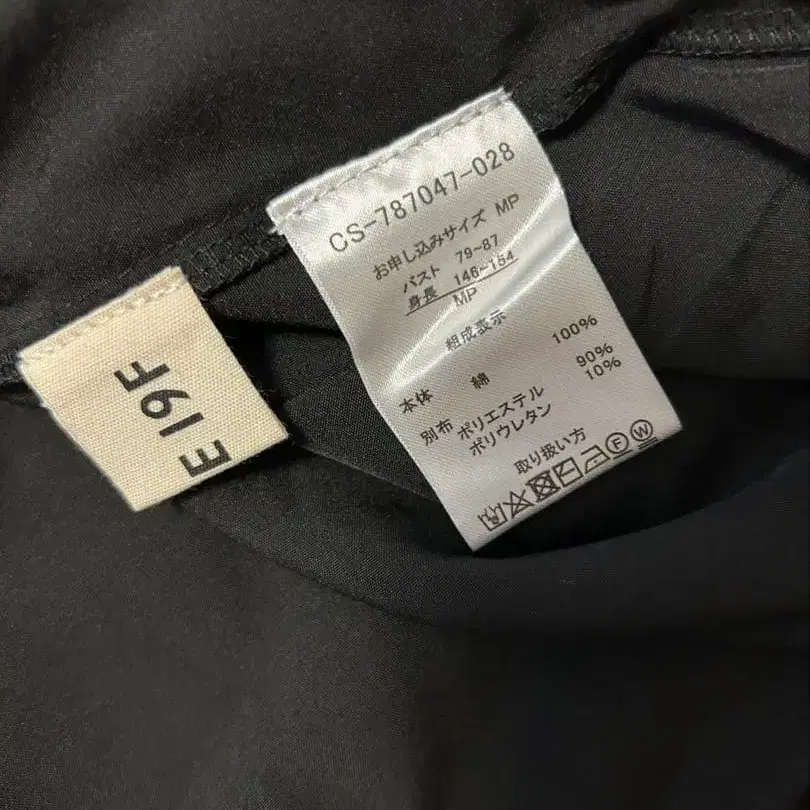 CS-787047-028
お申し込みサイズ MP
バスト 79~87
身長 146~154
MP
組成表示
本体 綿 100%
別布 ポリエステル 90%
ポリウレタン 10%
取り扱い方
F W
E 19F